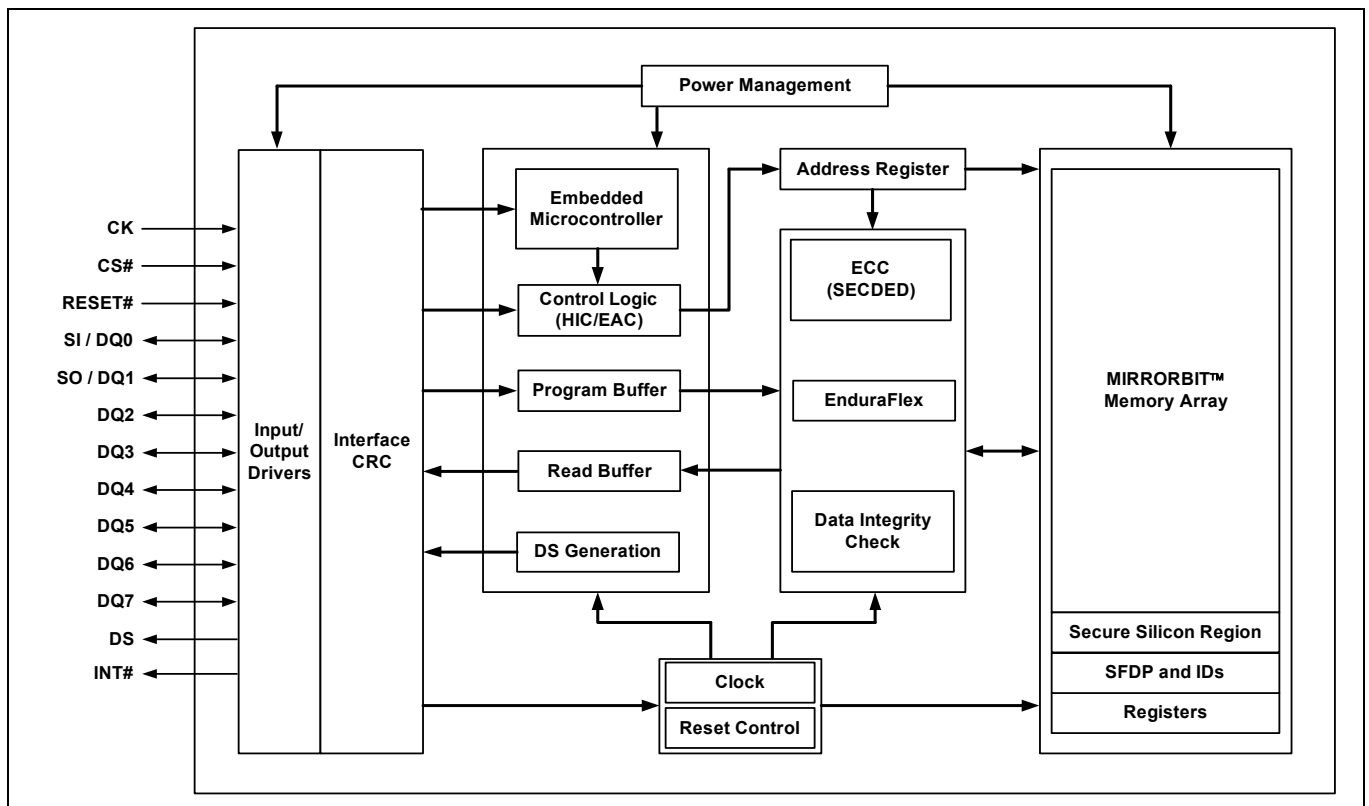 Power Management
CK
CS#
RESET#
SI / DQ0
SO / DQ1
DQ2
DQ3
DQ4
DQ5
DQ6
DQ7
DS
INT#
Input/
Output
Drivers
Interface
CRC
Embedded
Microcontroller
Control Logic
(HIC/EAC)
Program Buffer
Read Buffer
DS Generation
Address Register
ECC
(SECDED)
EnduraFlex
Data Integrity
Check
Clock
Reset Control
MIRRORBIT™
Memory Array
Secure Silicon Region
SFDP and IDs
Registers